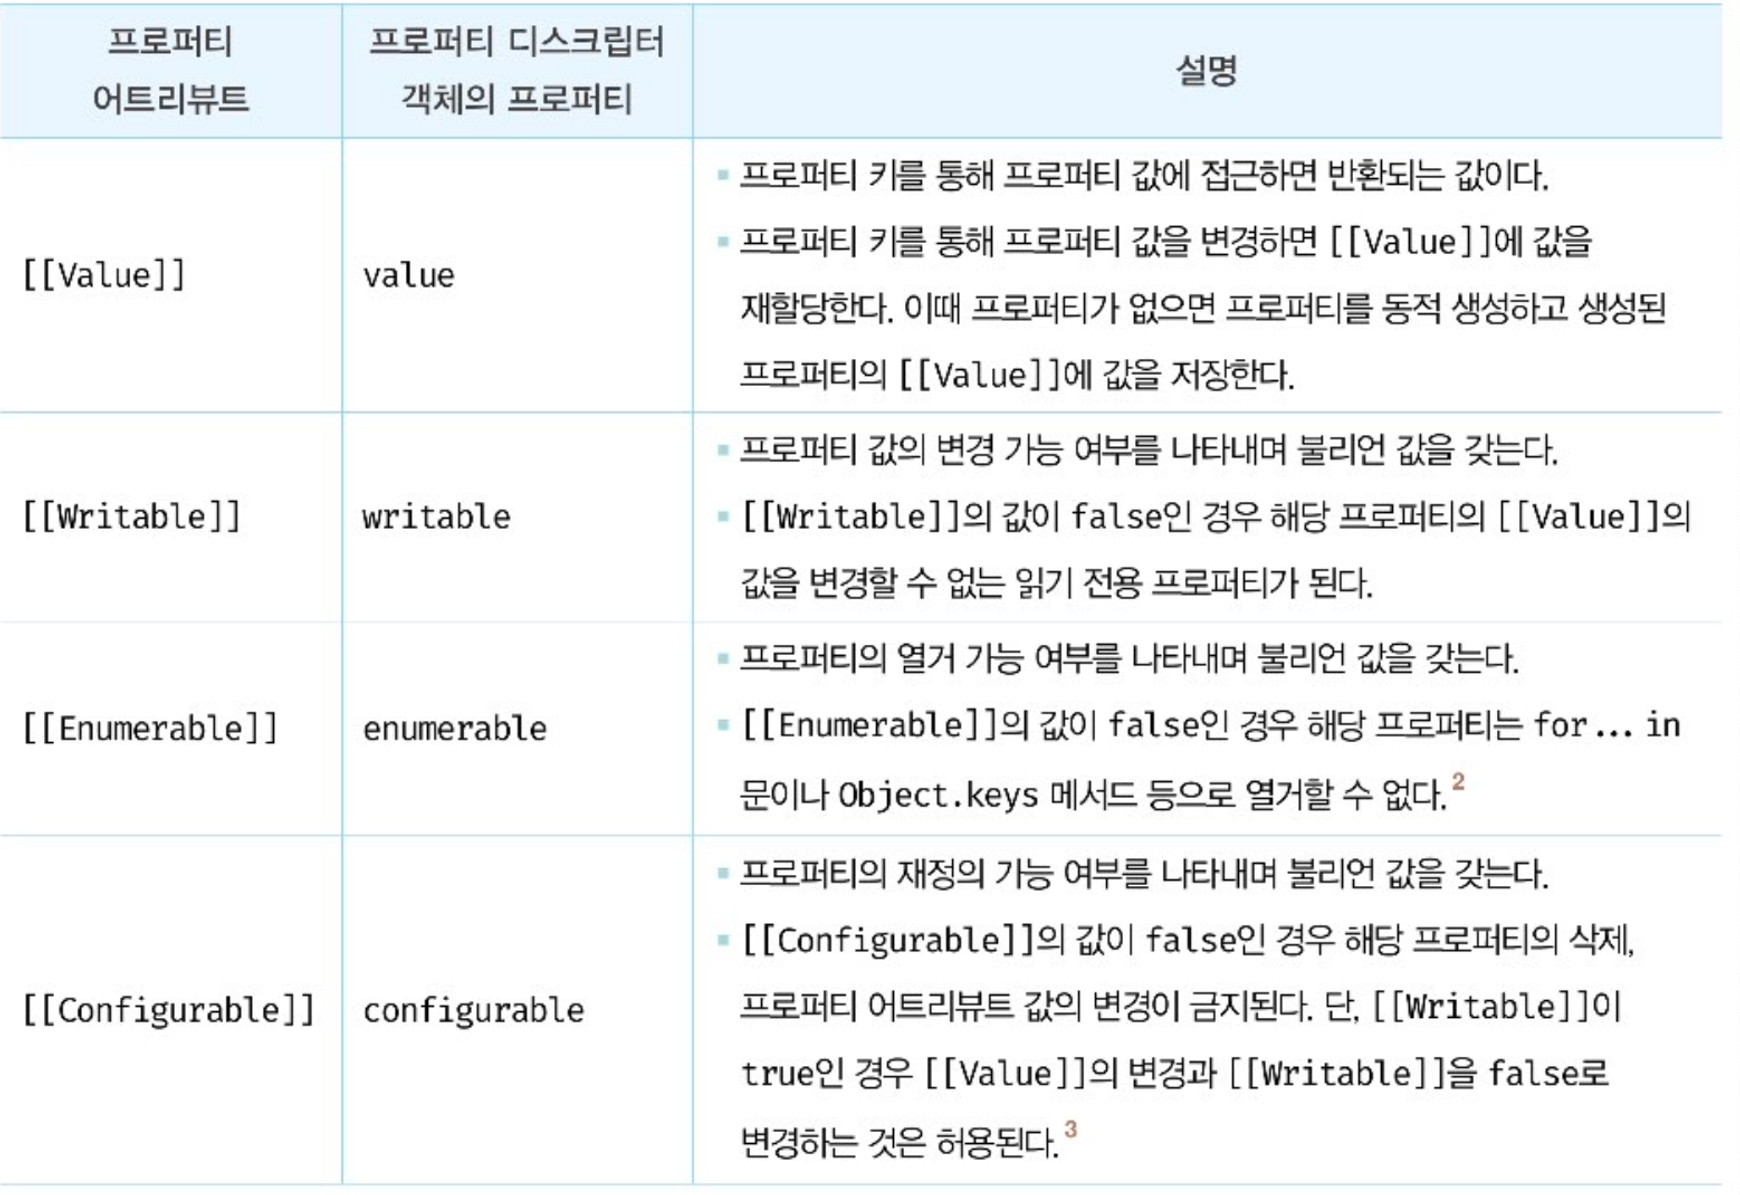 프로퍼티
어트리뷰트
프로퍼티 디스크립터
객체의 프로퍼티
설명
[[Value]]
value
▪ 프로퍼티 키를 통해 프로퍼티 값에 접근하면 반환되는 값이다.
▪ 프로퍼티 키를 통해 프로퍼티 값을 변경하면 [[Value]]에 값을
재할당한다. 이때 프로퍼티가 없으면 프로퍼티를 동적 생성하고 생성된
프로퍼티의 [[Value]]에 값을 저장한다.
[[Writable]]
writable
▪ 프로퍼티 값의 변경 가능 여부를 나타내며 불리언 값을 갖는다.
▪ [[Writable]]의 값이 false인 경우 해당 프로퍼티의 [[Value]]의
값을 변경할 수 없는 읽기 전용 프로퍼티가 된다.
[[Enumerable]]
enumerable
▪ 프로퍼티의 열거 가능 여부를 나타내며 불리언 값을 갖는다.
▪ [[Enumerable]]의 값이 false인 경우 해당 프로퍼티는 for...in
문이나 Object.keys 메서드 등으로 열거할 수 없다.2
[[Configurable]]
configurable
▪ 프로퍼티의 재정의 가능 여부를 나타내며 불리언 값을 갖는다.
▪ [[Configurable]]의 값이 false인 경우 해당 프로퍼티의 삭제,
프로퍼티 어트리뷰트 값의 변경이 금지된다. 단, [[Writable]]이
true인 경우 [[Value]]의 변경과 [[Writable]]을 false로
변경하는 것은 허용된다.3